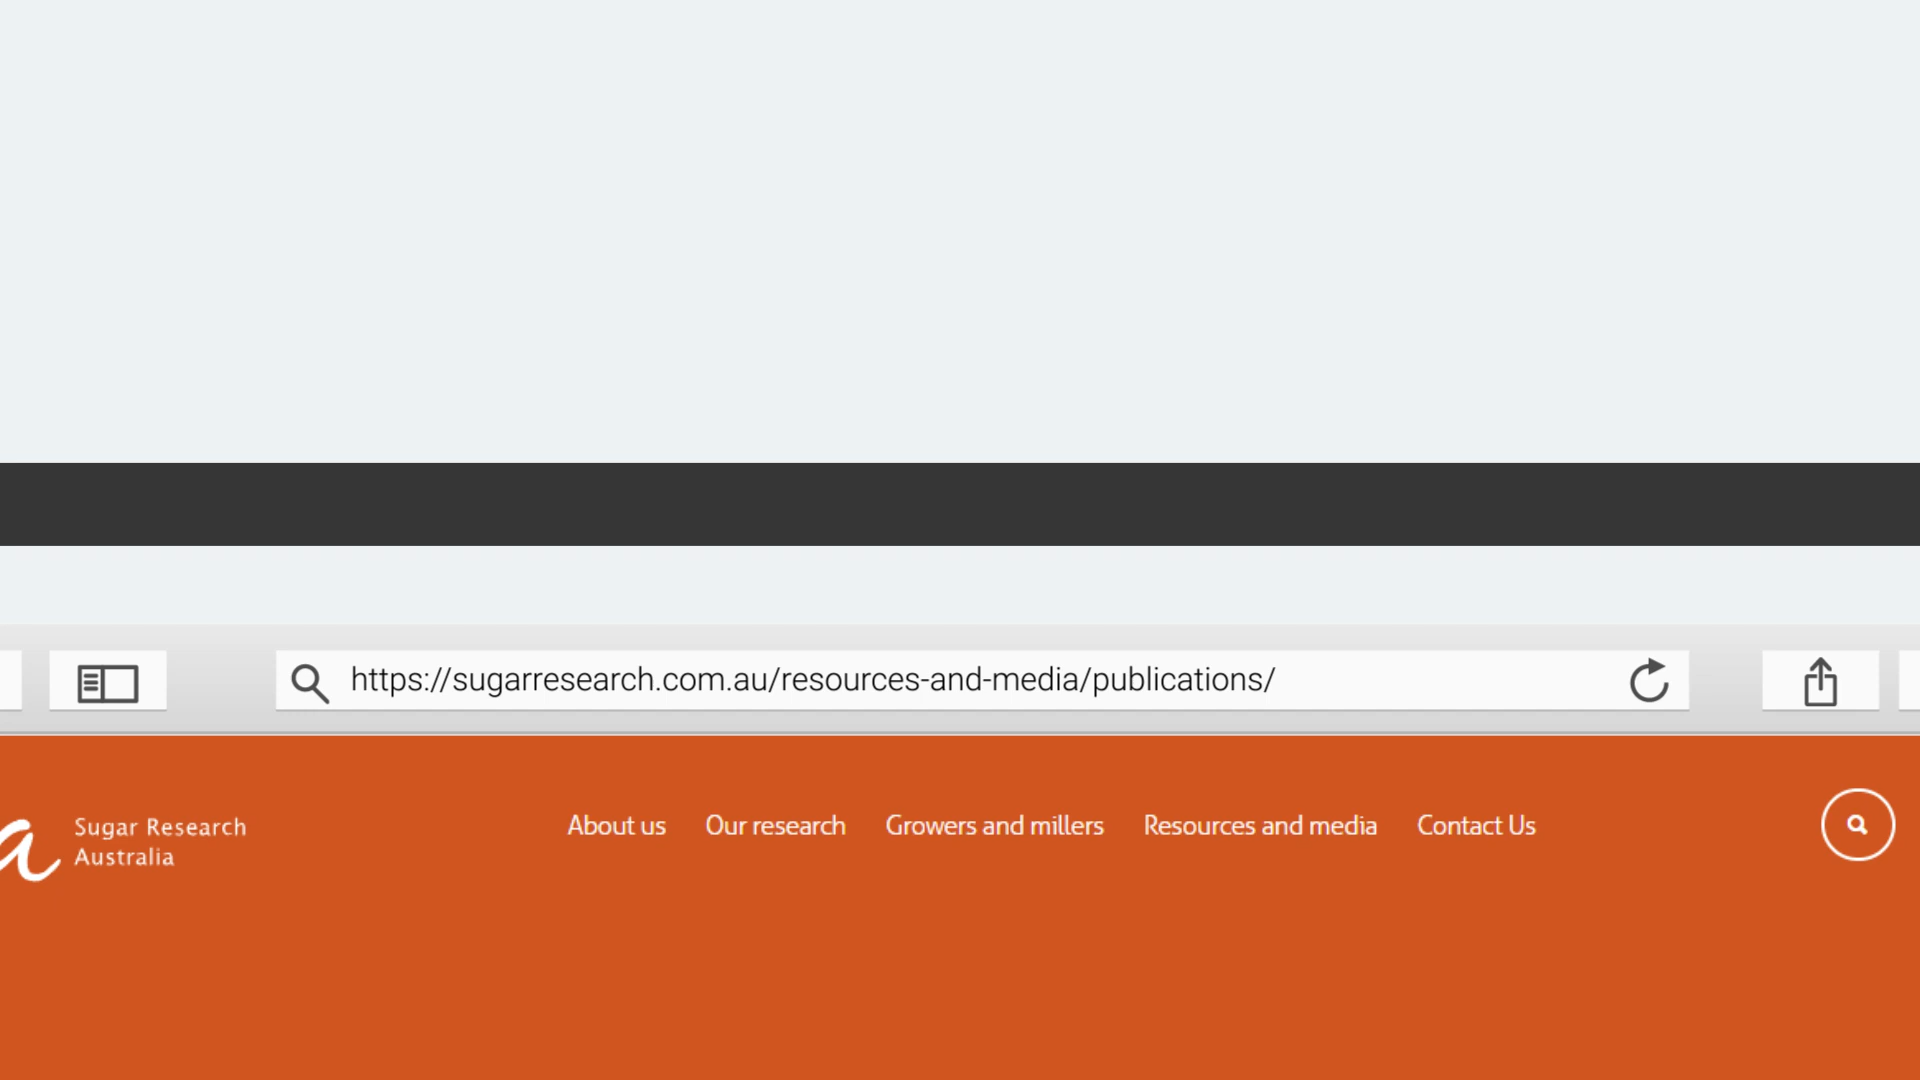 https://sugarresearch.com.au/resources-and-media/publications/
a
Sugar Research
Australia
About us
Our research
Growers and millers
Resources and media
Contact Us